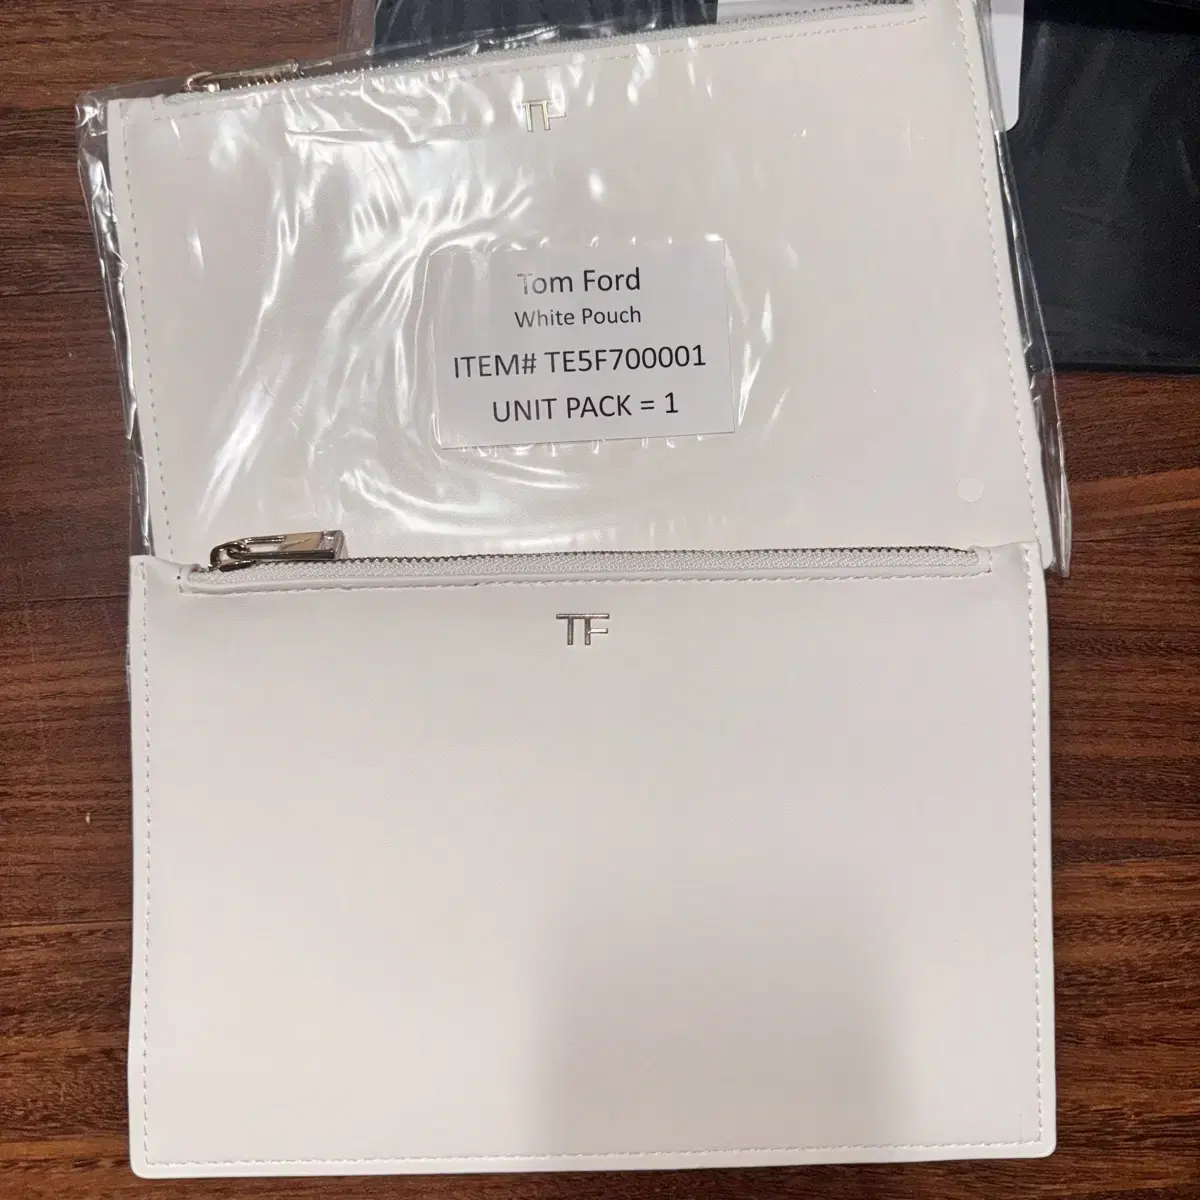 TF
Tom Ford
White Pouch
ITEM# TE5F700001
UNIT PACK = 1
TF